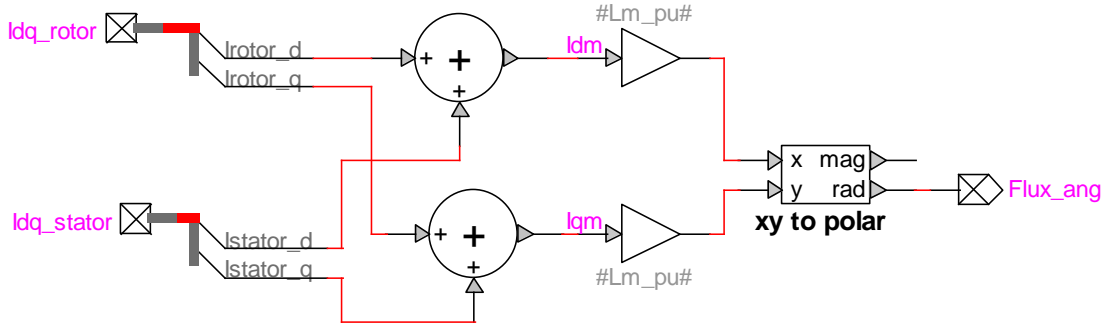 #Lm_pu#
Idq_rotor
Irotor_d
Idm
+
+
+
Irotor_q
x mag
y rad
Flux_ang
xy to polar
Idq_stator
Istator_d
Iqm
+
+
+
Istator_q
#Lm_pu#